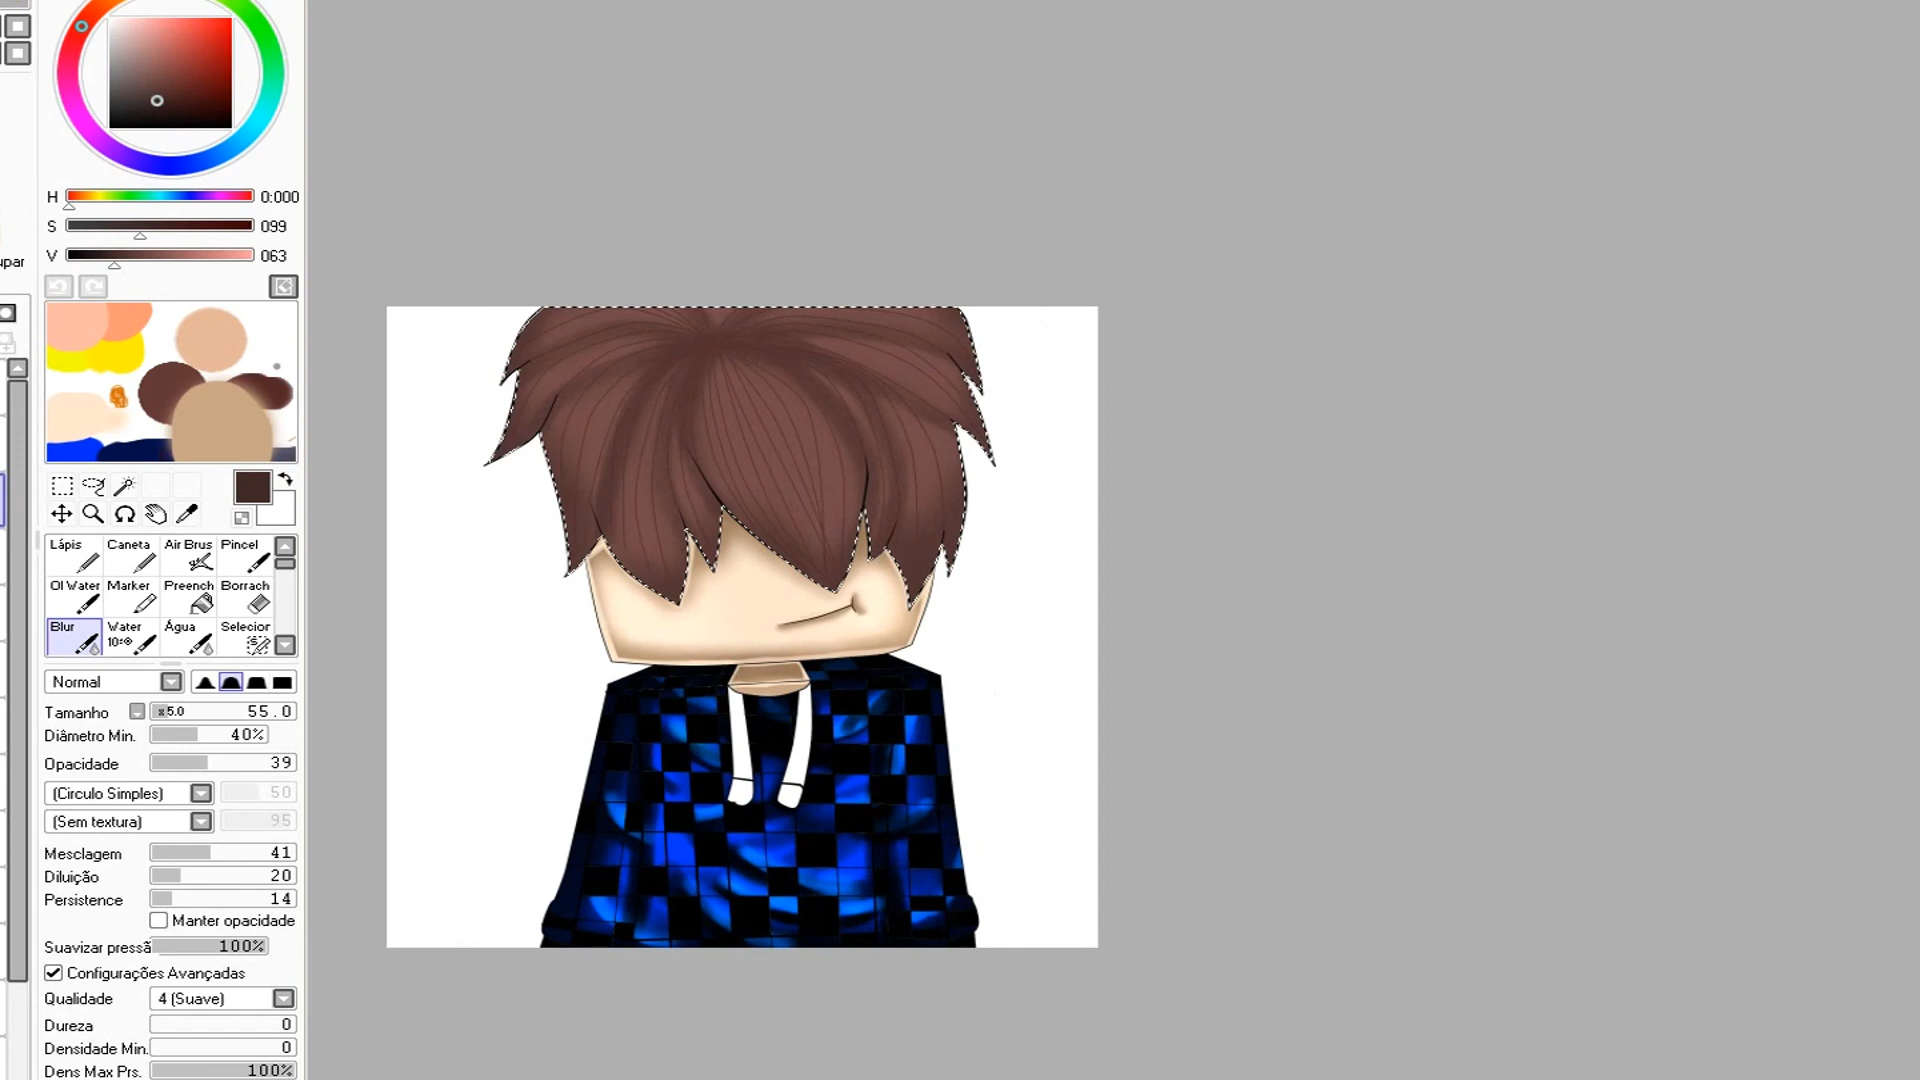 H 0:000
S 099
V 063
upar
Lápis Caneta Air Brus Pincel
Ol Water Marker Preench Borrach
Blur Water Água Selecior
Normal
Tamanho x5.0 55.0
Diâmetro Min. 40%
Opacidade 39
(Circulo Simples) 50
(Sem textura) 95
Mesclagem 41
Diluição 20
Persistence 14
Manter opacidade
Suavizar pressã 100%
Configurações Avançadas
Qualidade 4 (Suave)
Dureza 0
Densidade Min. 0
Dens Max Prs. 100%